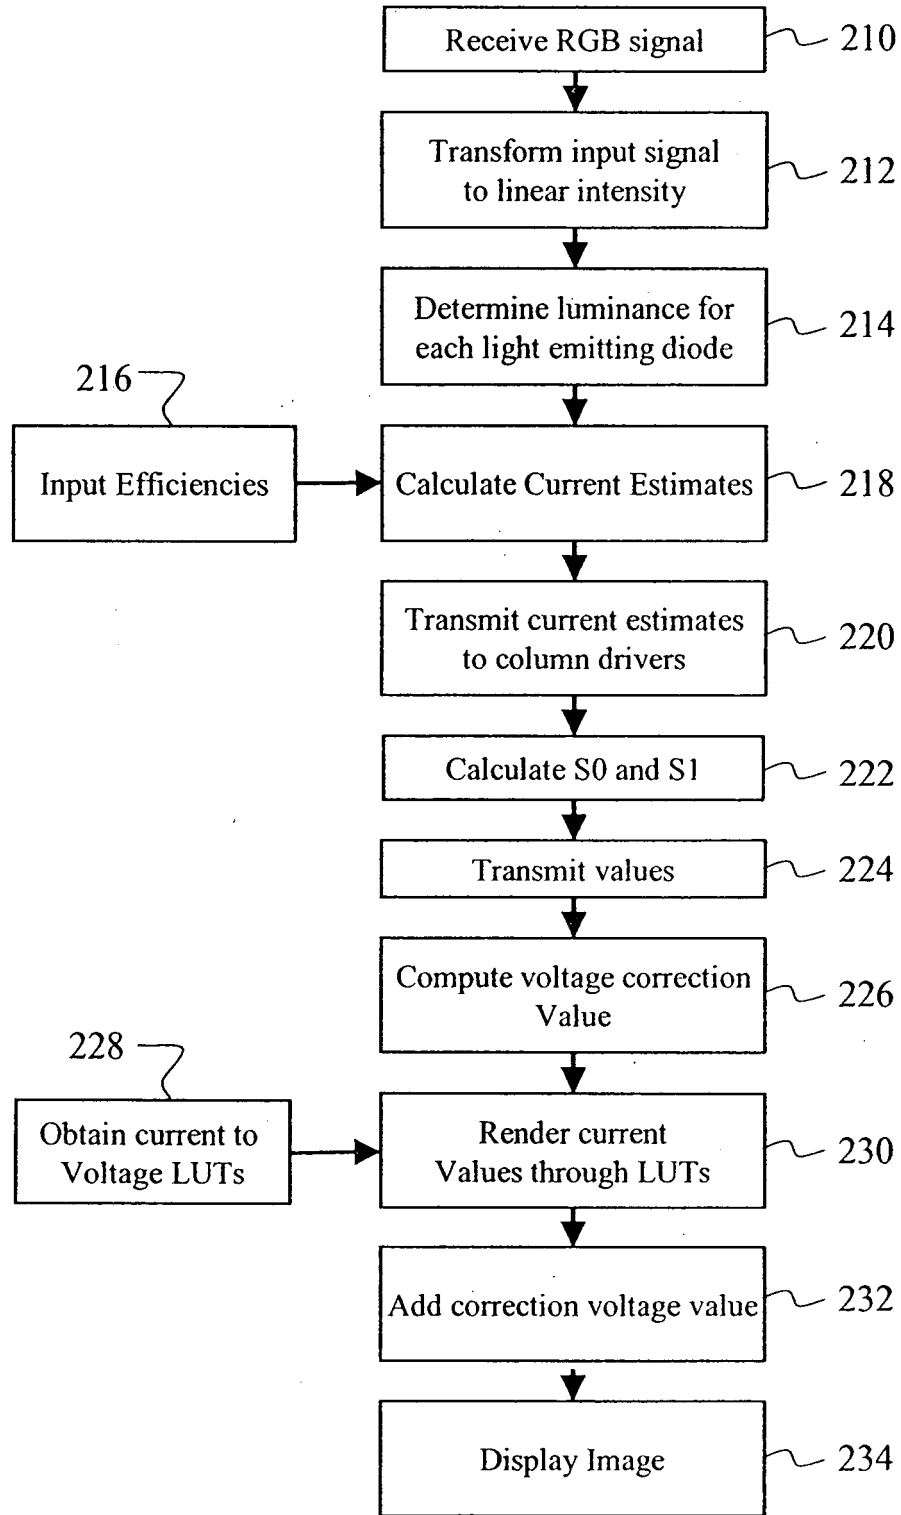 Receive RGB signal
210
Transform input signal
to linear intensity
212
Determine luminance for
each light emitting diode
214
216
Input Efficiencies
Calculate Current Estimates
218
Transmit current estimates
to column drivers
220
Calculate S0 and S1
222
Transmit values
224
Compute voltage correction
Value
226
228
Obtain current to
Voltage LUTs
Render current
Values through LUTs
230
Add correction voltage value
232
Display Image
234